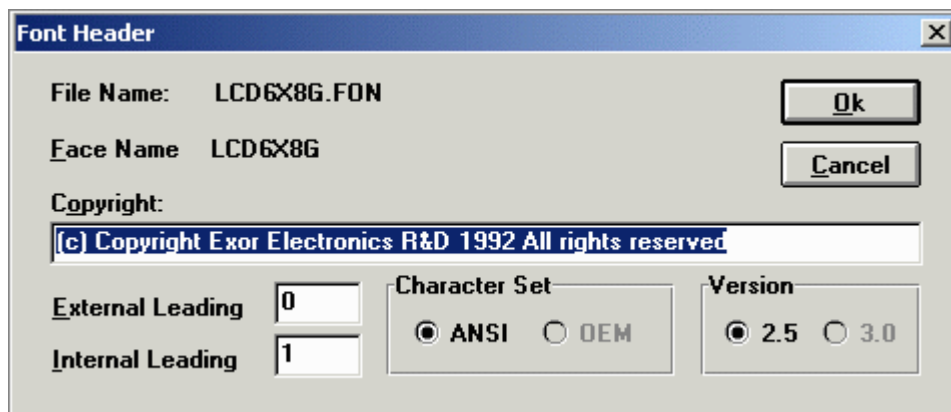 Font Header
File Name: LCD6X8G.FON
Ok
Face Name LCD6X8G
Cancel
Copyright:
(c) Copyright Exor Electronics R&D 1992 All rights reserved
External Leading 0
Internal Leading 1
Character Set
ANSI OEM
Version
2.5 3.0